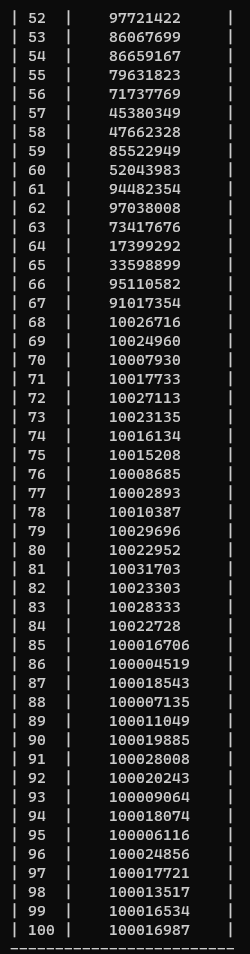 | 52 | 97721422 |
| 53 | 86067699 |
| 54 | 86659167 |
| 55 | 79631823 |
| 56 | 71737769 |
| 57 | 45380349 |
| 58 | 47662328 |
| 59 | 85522949 |
| 60 | 52043983 |
| 61 | 94482354 |
| 62 | 97038008 |
| 63 | 73417676 |
| 64 | 17399292 |
| 65 | 33598899 |
| 66 | 95110582 |
| 67 | 91017354 |
| 68 | 10026716 |
| 69 | 10024960 |
| 70 | 10007930 |
| 71 | 10017733 |
| 72 | 10027113 |
| 73 | 10023135 |
| 74 | 10016134 |
| 75 | 10015208 |
| 76 | 10008685 |
| 77 | 10002893 |
| 78 | 10010387 |
| 79 | 10029696 |
| 80 | 10022952 |
| 81 | 10031703 |
| 82 | 10023303 |
| 83 | 10028333 |
| 84 | 10022728 |
| 85 | 100016706 |
| 86 | 100004519 |
| 87 | 100018543 |
| 88 | 100007135 |
| 89 | 100011049 |
| 90 | 100019885 |
| 91 | 100028008 |
| 92 | 100020243 |
| 93 | 100009064 |
| 94 | 100018074 |
| 95 | 100006116 |
| 96 | 100024856 |
| 97 | 100017721 |
| 98 | 100013517 |
| 99 | 100016534 |
| 100 | 100016987 |